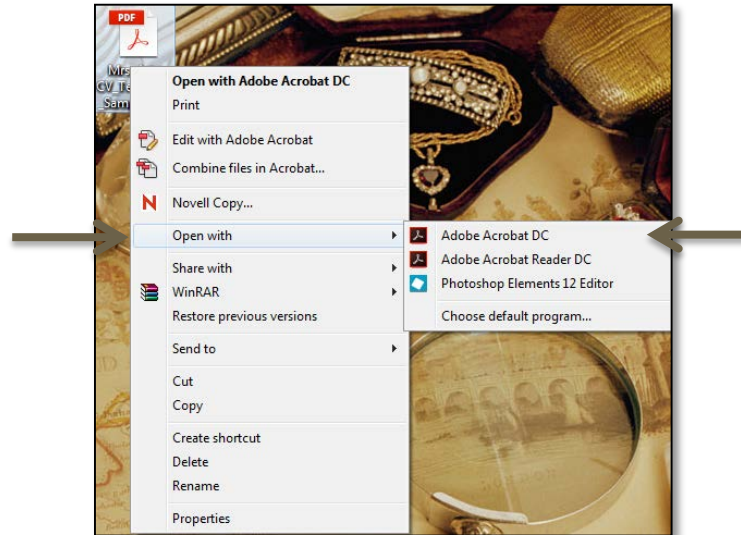 PDF
Open with Adobe Acrobat DC
Print
Edit with Adobe Acrobat
Combine files in Acrobat...
Novell Copy...
Open with
Adobe Acrobat DC
Adobe Acrobat Reader DC
Photoshop Elements 12 Editor
Choose default program...
Share with
WinRAR
Restore previous versions
Send to
Cut
Copy
Create shortcut
Delete
Rename
Properties